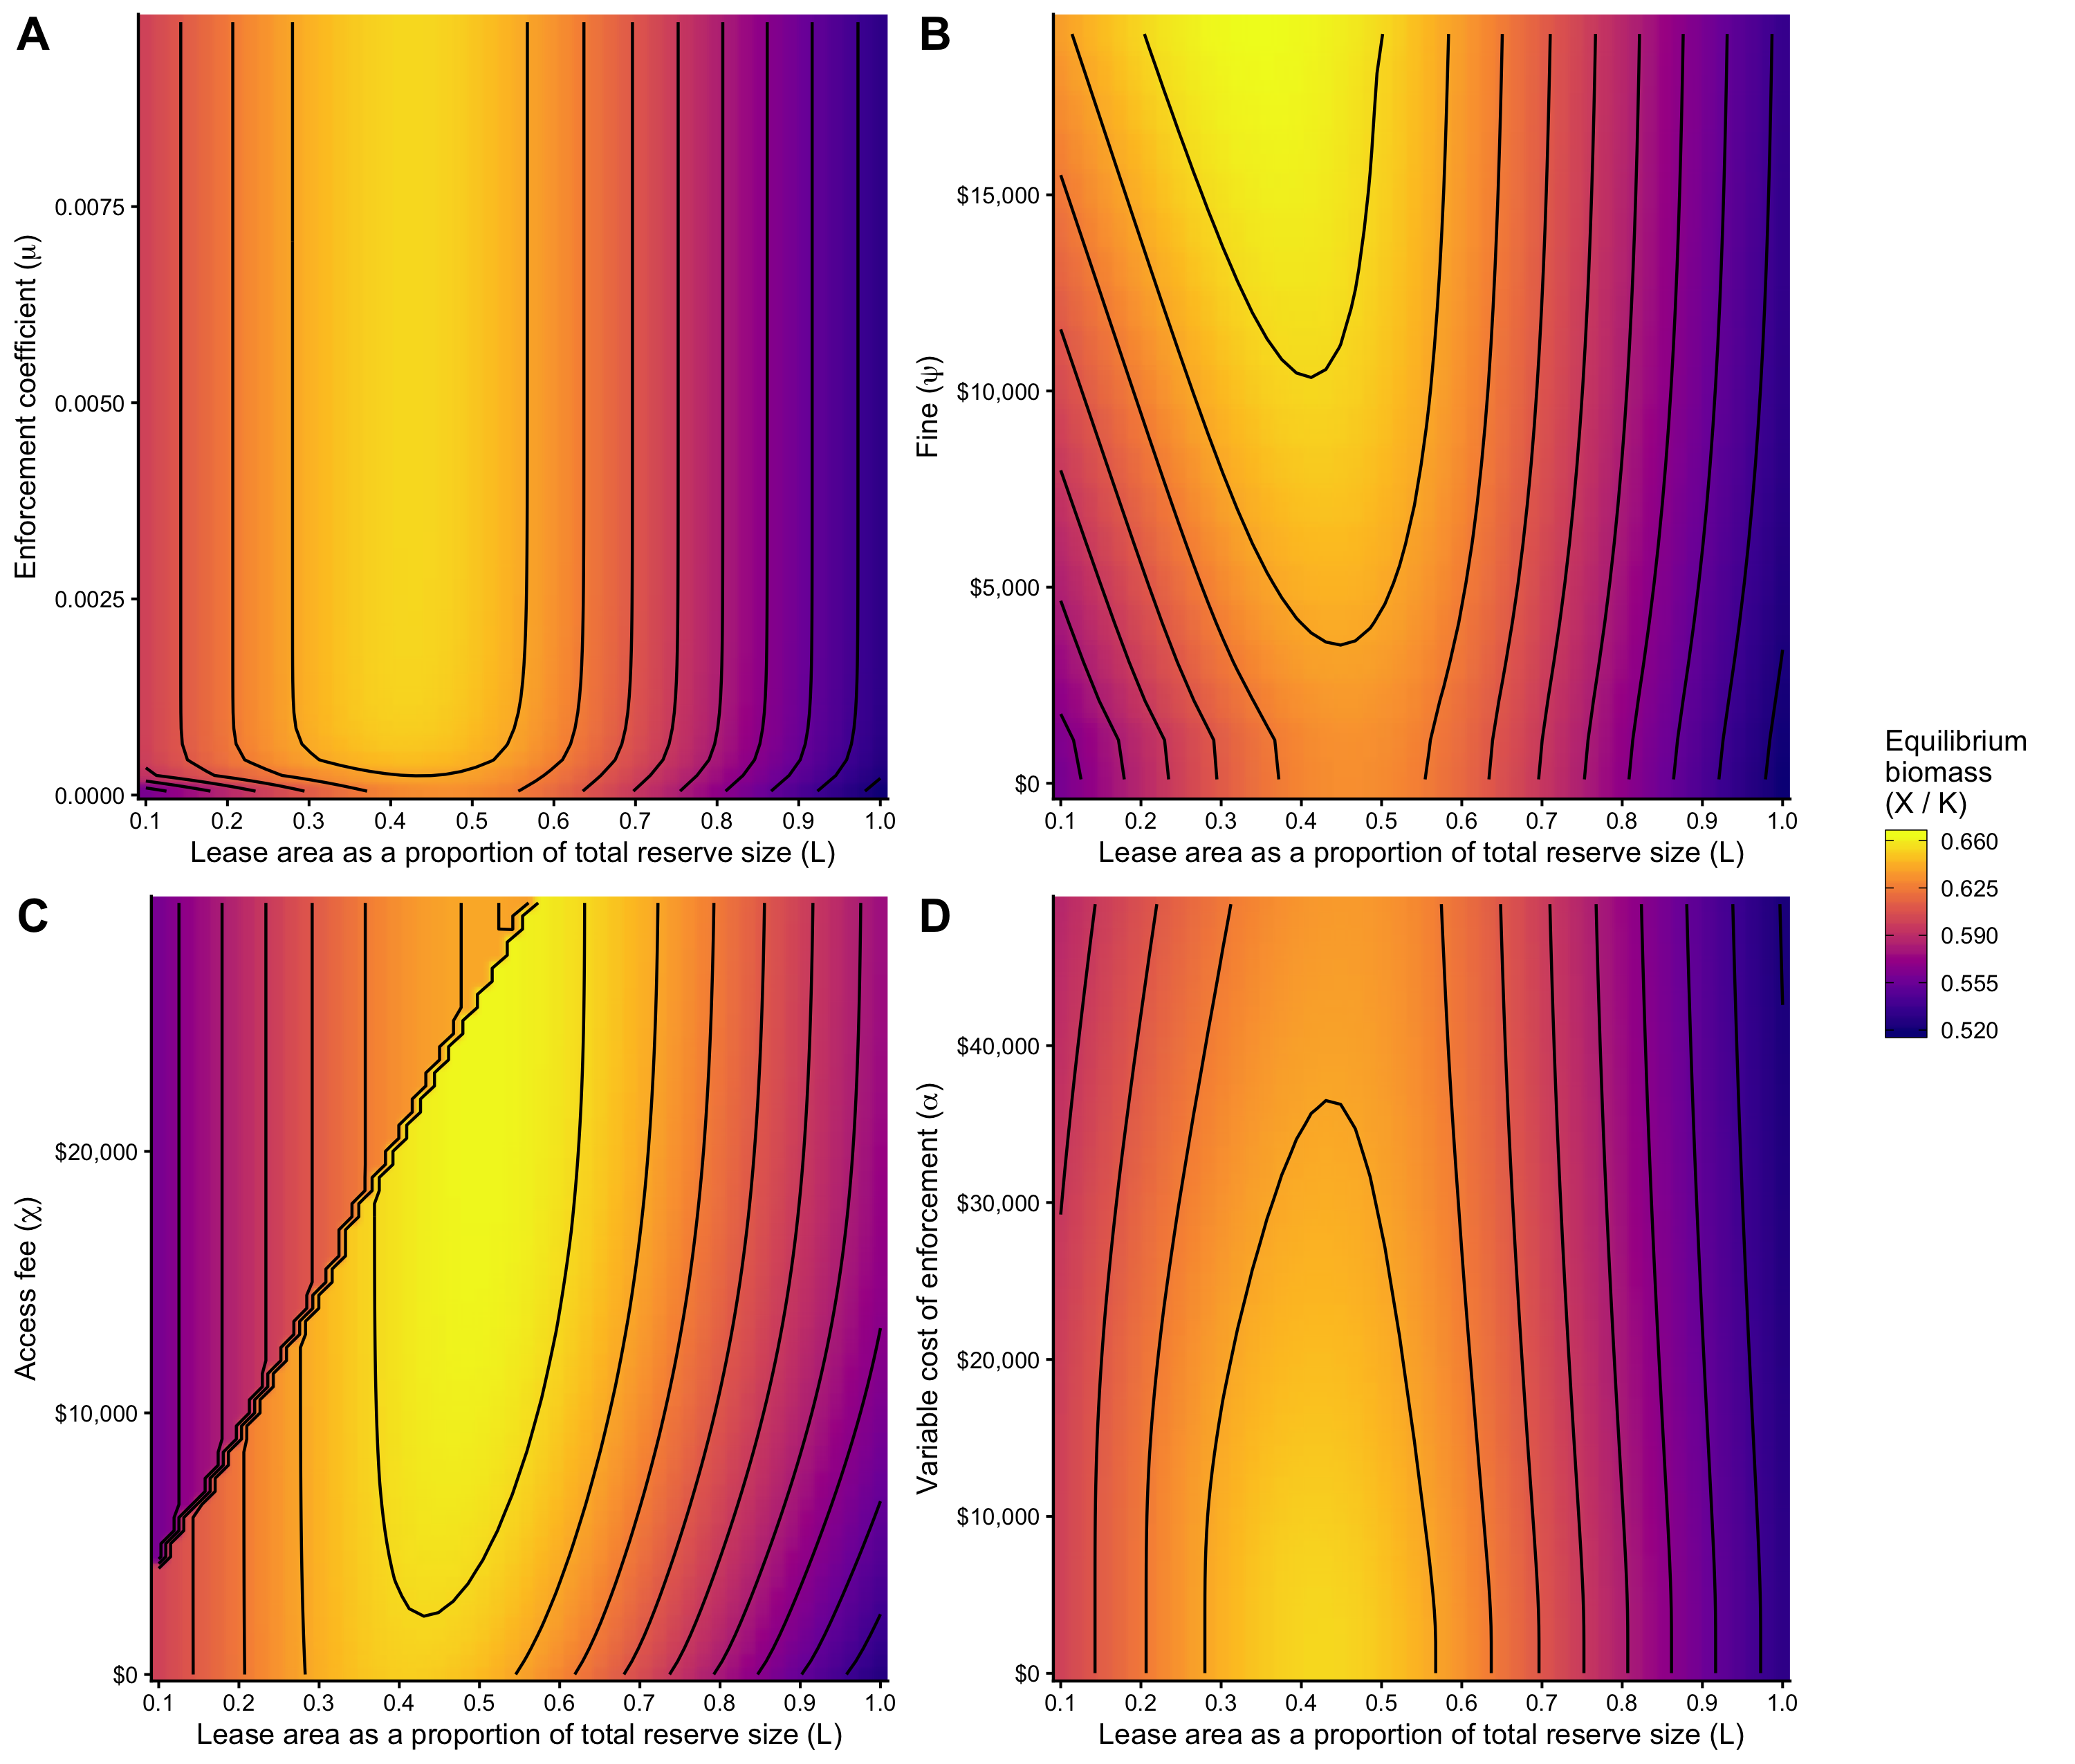 A
Enforcement coefficient (μ)
0.0075
0.0050
0.0025
0.0000
0.1 0.2 0.3 0.4 0.5 0.6 0.7 0.8 0.9 1.0
Lease area as a proportion of total reserve size (L)
B
Fine (ψ)
$15,000
$10,000
$5,000
$0
0.1 0.2 0.3 0.4 0.5 0.6 0.7 0.8 0.9 1.0
Lease area as a proportion of total reserve size (L)
C
Access fee (χ)
$20,000
$10,000
$0
0.1 0.2 0.3 0.4 0.5 0.6 0.7 0.8 0.9 1.0
Lease area as a proportion of total reserve size (L)
D
Variable cost of enforcement (α)
$40,000
$30,000
$20,000
$10,000
$0
0.1 0.2 0.3 0.4 0.5 0.6 0.7 0.8 0.9 1.0
Lease area as a proportion of total reserve size (L)
Equilibrium
biomass
(X / K)
0.660
0.625
0.590
0.555
0.520